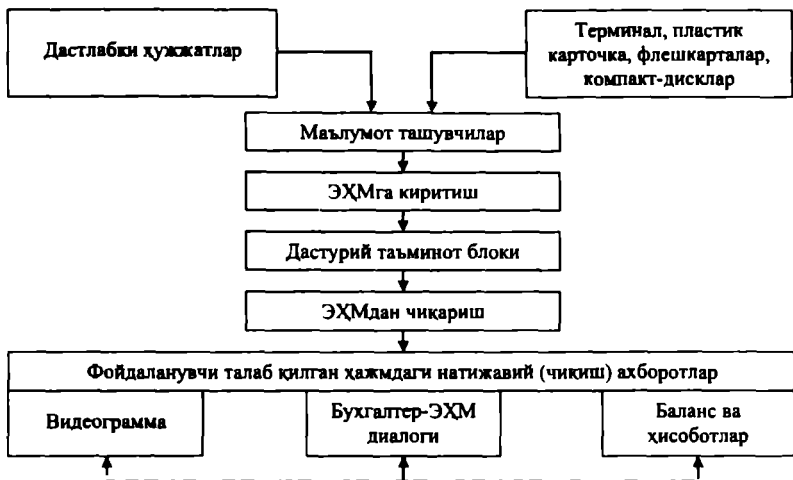 Дастлабки ҳужжатлар
Терминал, пластик
карточка, флешкарталар,
компакт-дисклар
Маълумот ташувчилар
ЭҲМга киритиш
Дастурий таъминот блоки
ЭҲМдан чиқариш
Фойдаланувчи талаб қилган ҳажмдаги натижавий (чиқиш) ахборотлар
Видеограмма
Бухгалтер-ЭҲМ
диалоги
Баланс ва
ҳисоботлар